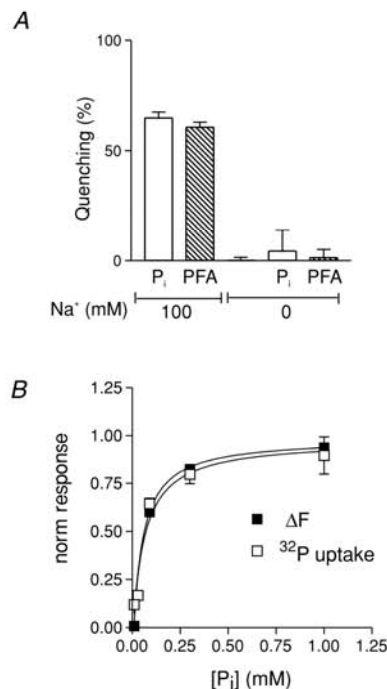 A
100
50
0
Quenching (%)
Pᵢ PFA Pᵢ PFA
Na⁺ (mM) 100 0
B
1.25
1.00
0.75
0.50
0.25
0.00
norm response
ΔF
³²P uptake
0.00 0.25 0.50 0.75 1.00
[Pᵢ] (mM)